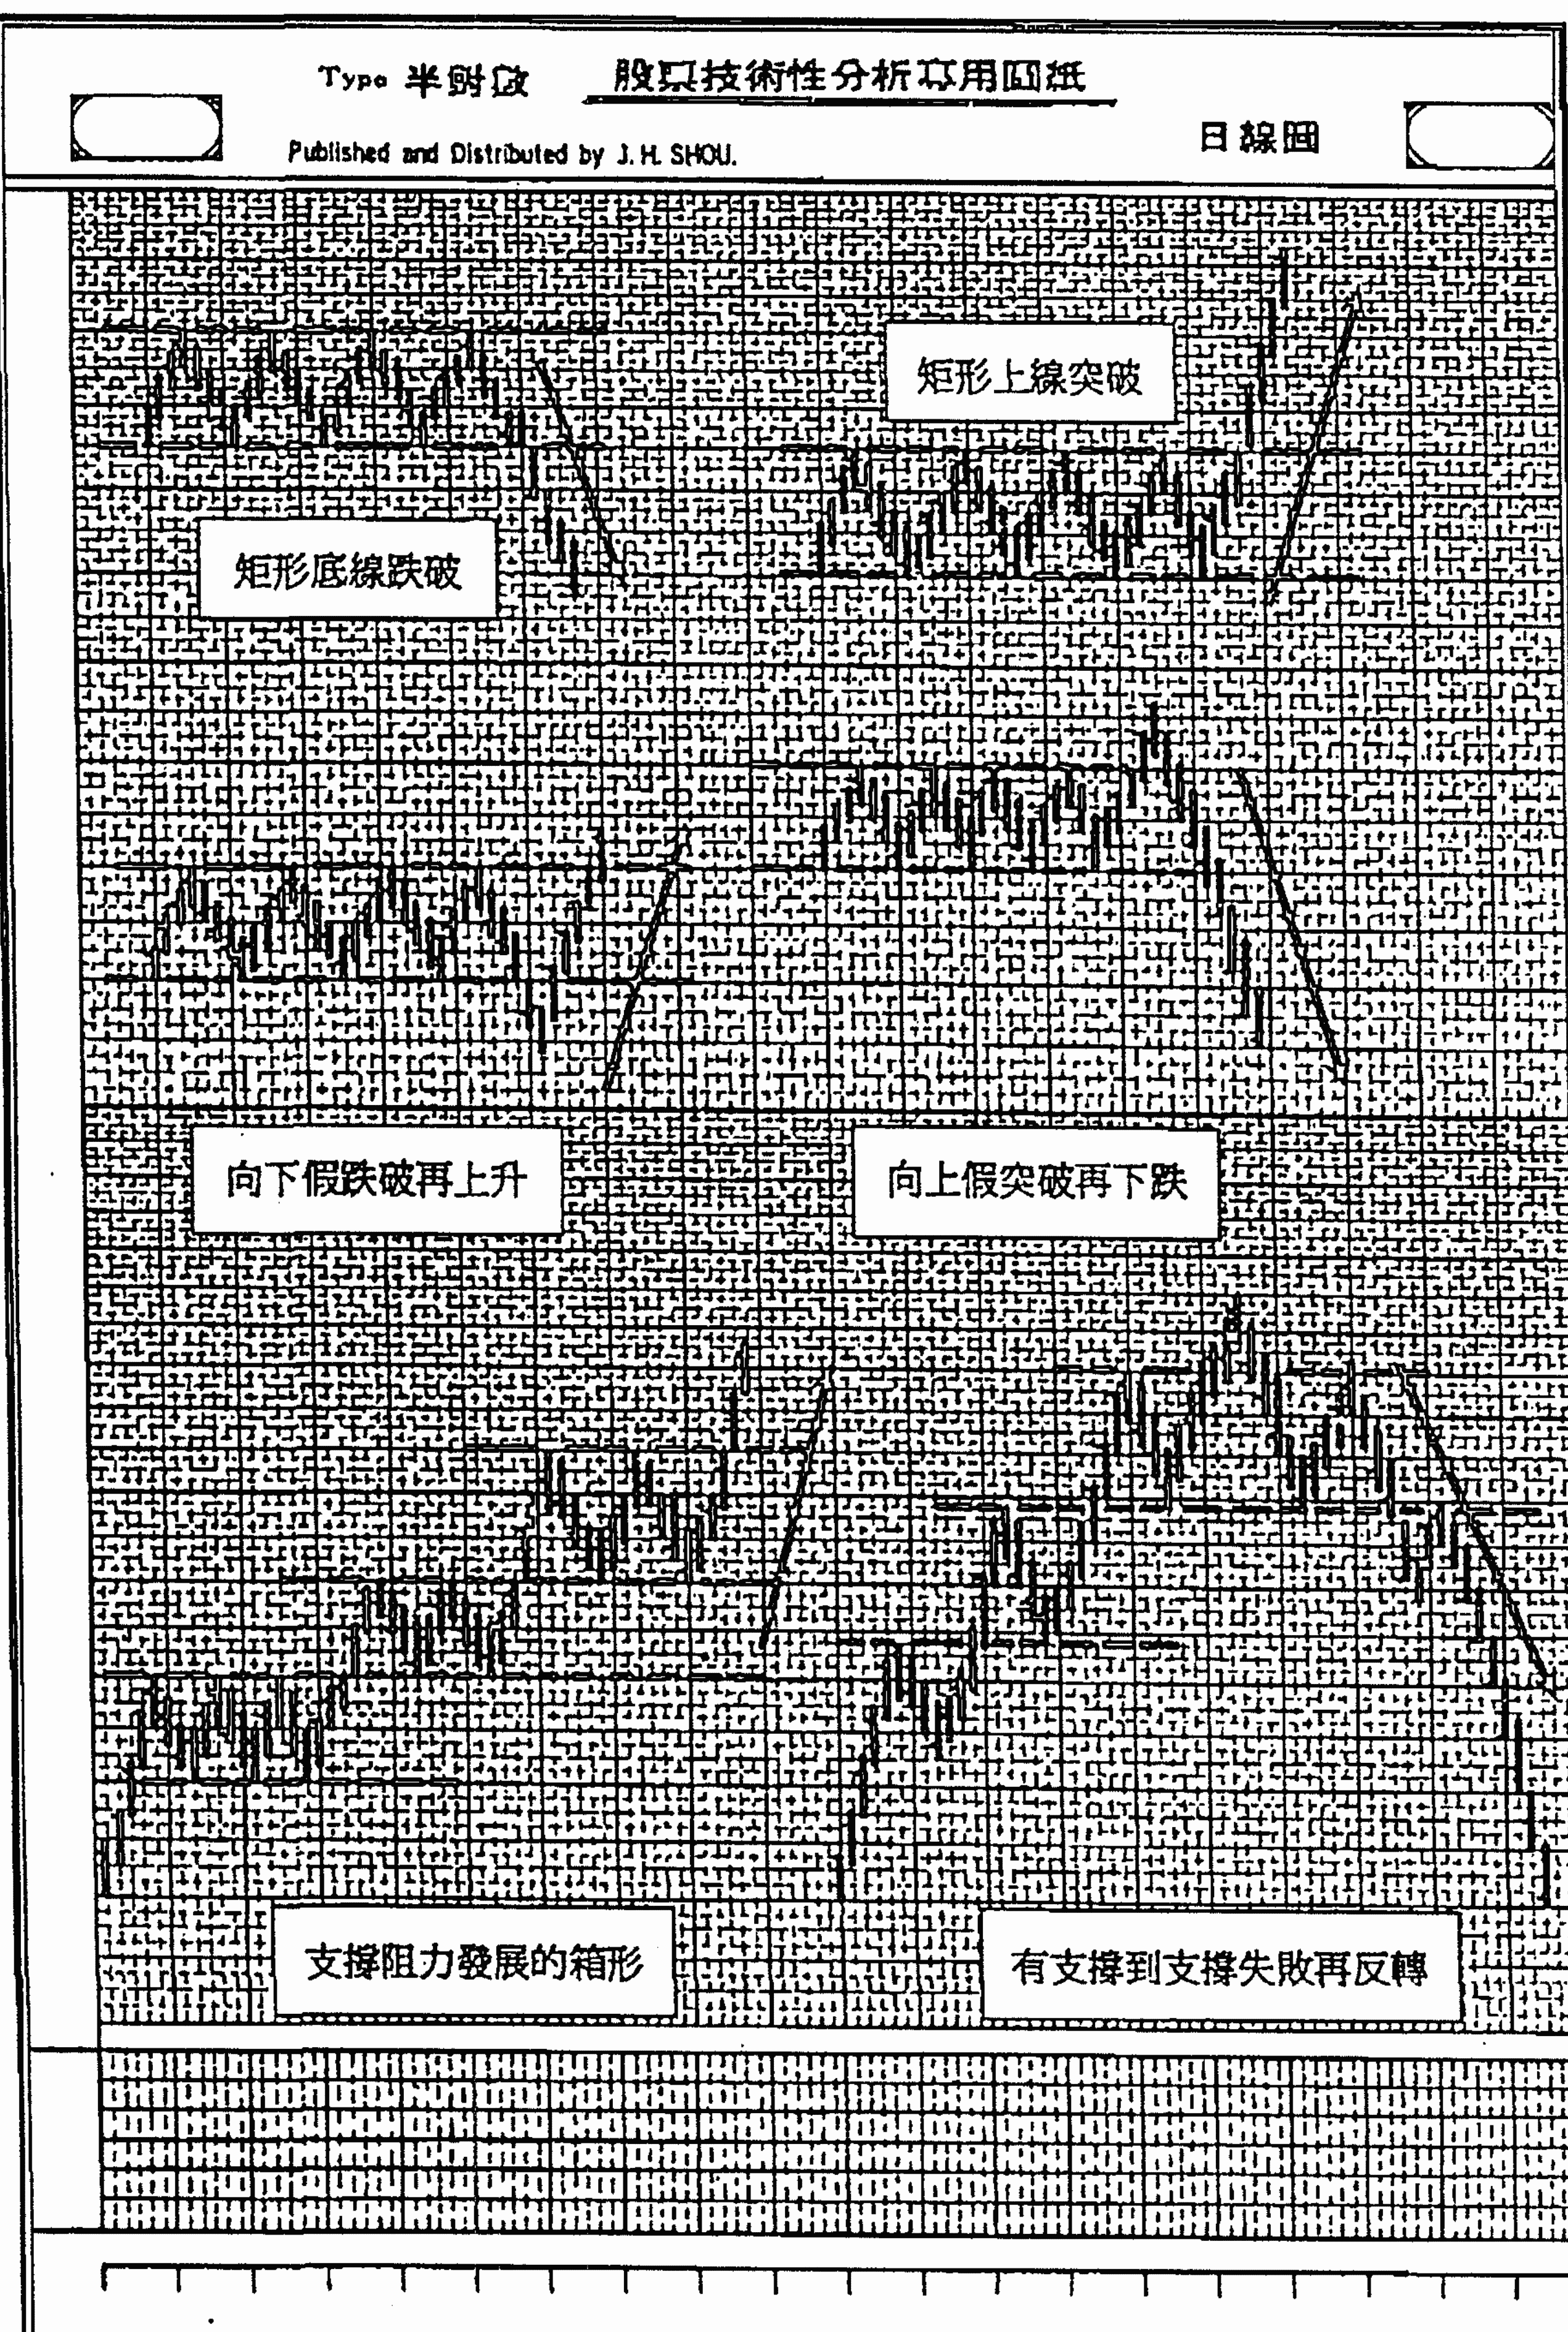 Type 半對數 股票技術性分析專用圖紙
Published and Distributed by J. H. SHOU.
日線圖
矩形上線突破
矩形底線跌破
向下假跌破再上升
向上假突破再下跌
支撐阻力發展的箱形
有支撐到支撐失敗再反轉